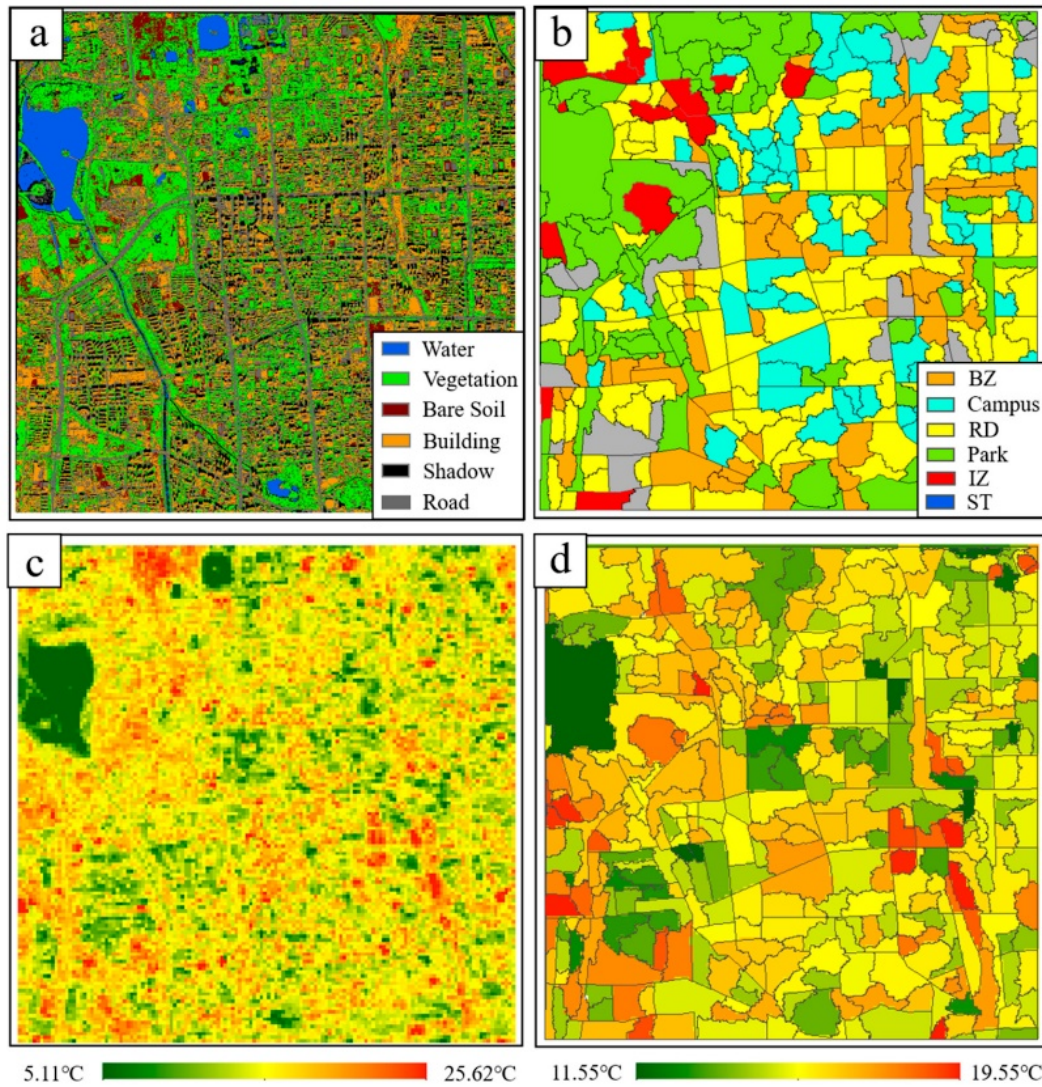 a
b
Water
Vegetation
Bare Soil
Building
Shadow
Road
BZ
Campus
RD
Park
IZ
ST
c
d
5.11°C
25.62°C
11.55°C
19.55°C